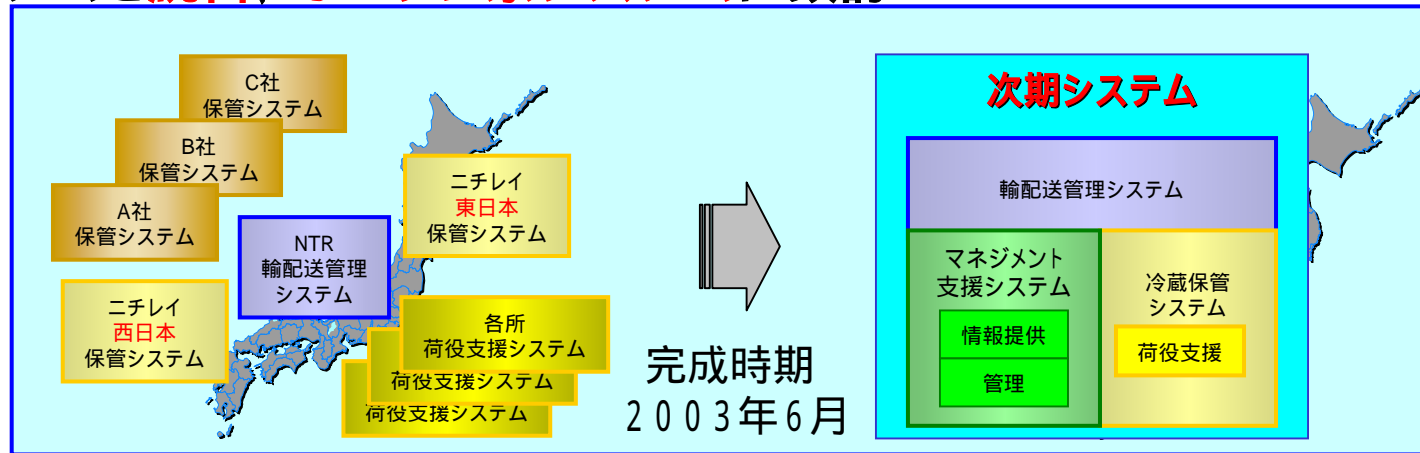 C社
保管システム
B社
保管システム
A社
保管システム
ニチレイ
東日本
保管システム
NTR
輸配送管理
システム
ニチレイ
西日本
保管システム
各所
荷役支援システム
荷役支援システム
荷役支援システム
完成時期
２００３年６月
次期システム
輸配送管理システム
マネジメント
支援システム
情報提供
管理
冷蔵保管
システム
荷役支援